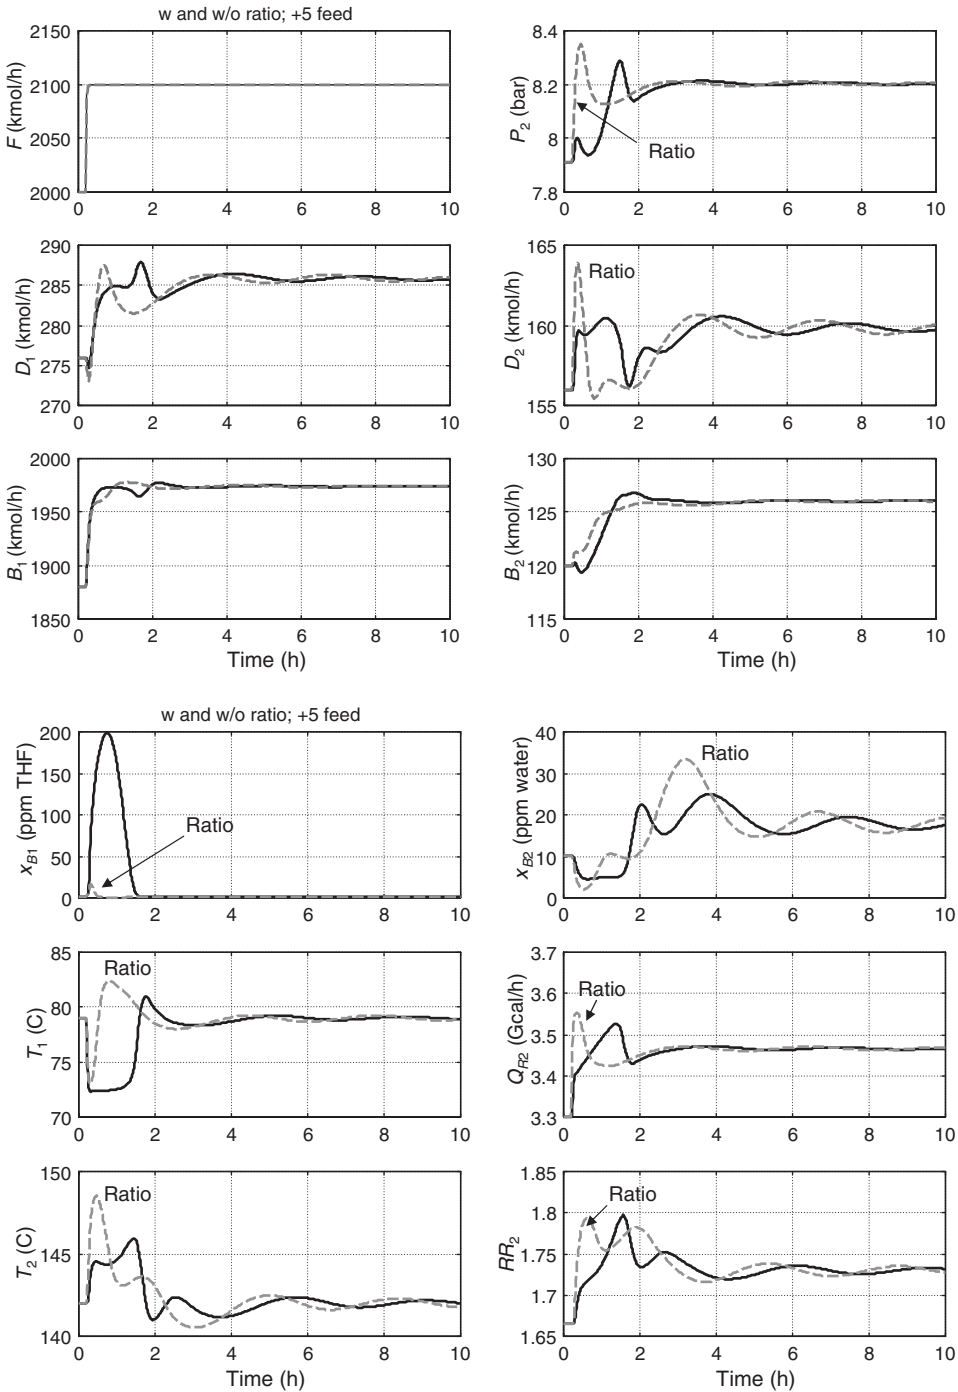 w and w/o ratio; +5 feed
F (kmol/h)
2150
2100
2050
2000
0 2 4 6 8 10
P2 (bar)
8.4
8.2
8
7.8
Ratio
0 2 4 6 8 10
D1 (kmol/h)
290
285
280
275
270
0 2 4 6 8 10
D2 (kmol/h)
165
160
155
Ratio
0 2 4 6 8 10
B1 (kmol/h)
2000
1950
1900
1850
0 2 4 6 8 10
Time (h)
B2 (kmol/h)
130
125
120
115
0 2 4 6 8 10
Time (h)
w and w/o ratio; +5 feed
xB1 (ppm THF)
200
150
100
50
0
Ratio
0 2 4 6 8 10
xB2 (ppm water)
40
30
20
10
0
Ratio
0 2 4 6 8 10
T1 (C)
85
80
75
70
Ratio
0 2 4 6 8 10
QR2 (Gcal/h)
3.7
3.6
3.5
3.4
3.3
Ratio
0 2 4 6 8 10
T2 (C)
150
145
140
Ratio
0 2 4 6 8 10
Time (h)
RR2
1.85
1.8
1.75
1.7
1.65
Ratio
0 2 4 6 8 10
Time (h)